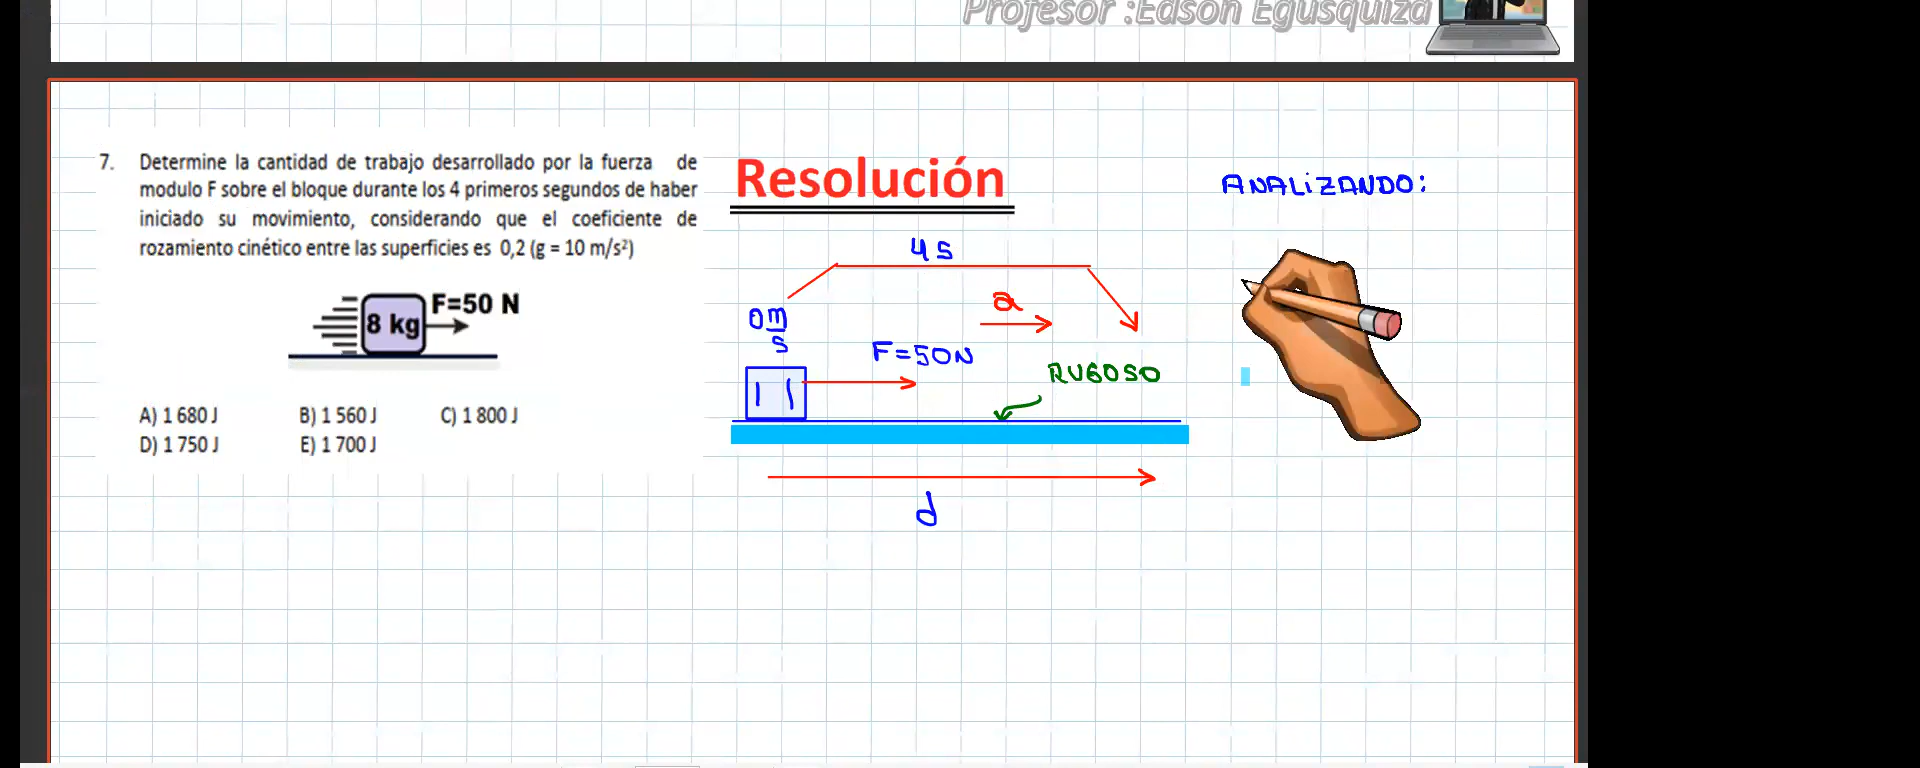 Profesor :Edson Egusquiza
7. Determine la cantidad de trabajo desarrollado por la fuerza de
modulo F sobre el bloque durante los 4 primeros segundos de haber
iniciado su movimiento, considerando que el coeficiente de
rozamiento cinético entre las superficies es 0,2 (g = 10 m/s²)
F=50 N
8 kg
A) 1 680 J B) 1 560 J C) 1 800 J
D) 1 750 J E) 1 700 J
Resolución
4 s
a
0 m/s
F=50N
RUGOSO
d
ANALIZANDO: